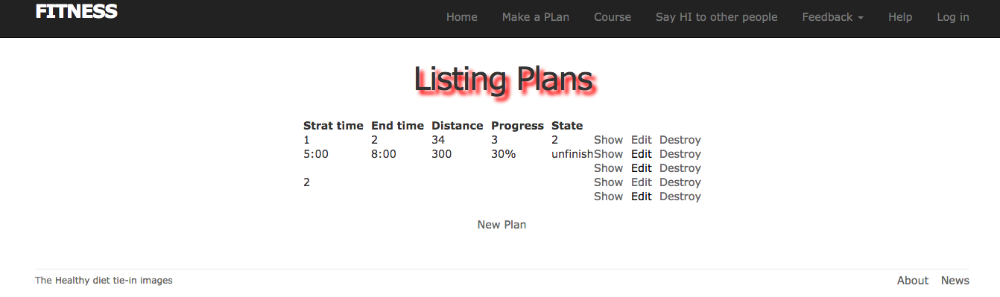 FITNESS
Home Make a PLan Course Say HI to other people Feedback Help Log in
Listing Plans
Strat time End time Distance Progress State
1 2 34 3 2 Show Edit Destroy
5:00 8:00 300 30% unfinishShow Edit Destroy
Show Edit Destroy
2 Show Edit Destroy
Show Edit Destroy
New Plan
The Healthy diet tie-in images About News